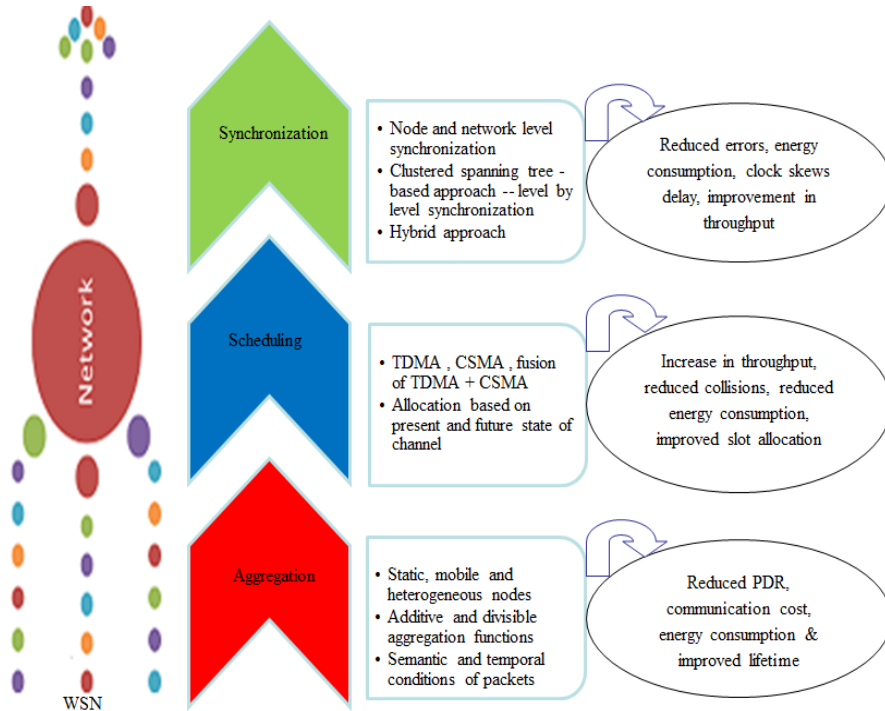 Synchronization
• Node and network level
synchronization
• Clustered spanning tree -
based approach -- level by
level synchronization
• Hybrid approach
Reduced errors, energy
consumption, clock skews
delay, improvement in
throughput
Network
Scheduling
• TDMA , CSMA , fusion
of TDMA + CSMA
• Allocation based on
present and future state of
channel
Increase in throughput,
reduced collisions, reduced
energy consumption,
improved slot allocation
Aggregation
• Static, mobile and
heterogeneous nodes
• Additive and divisible
aggregation functions
• Semantic and temporal
conditions of packets
Reduced PDR,
communication cost,
energy consumption &
improved lifetime
WSN